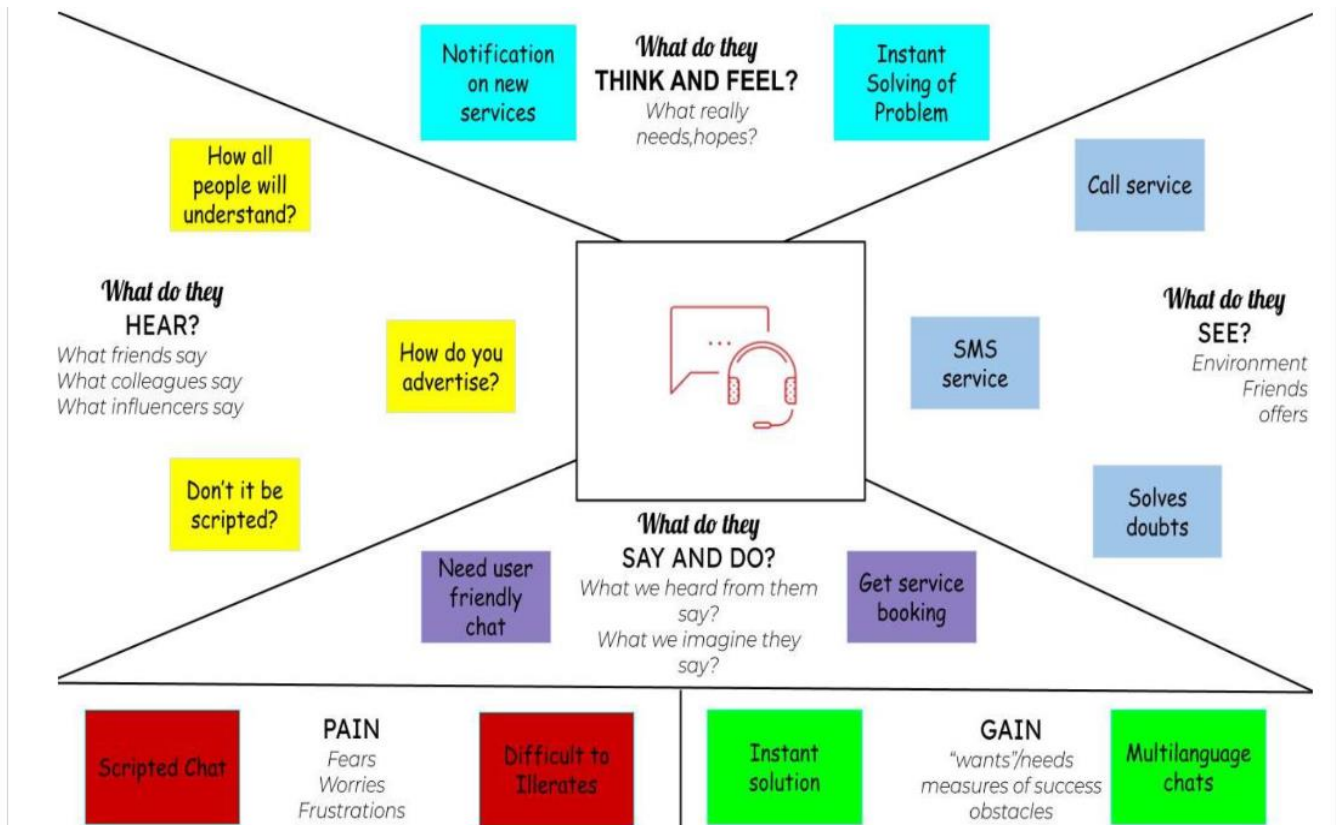 Notification
on new
services
What do they
THINK AND FEEL?
What really
needs,hopes?
Instant
Solving of
Problem
How all
people will
understand?
What do they
HEAR?
What friends say
What colleagues say
What influencers say
How do you
advertise?
Don't it be
scripted?
Call service
SMS
service
What do they
SEE?
Environment
Friends
offers
Solves
doubts
What do they
SAY AND DO?
What we heard from them
say?
What we imagine they
say?
Need user
friendly
chat
Get service
booking
Scripted Chat
PAIN
Fears
Worries
Frustrations
Difficult to
Illerates
Instant
solution
GAIN
"wants"/needs
measures of success
obstacles
Multilanguage
chats